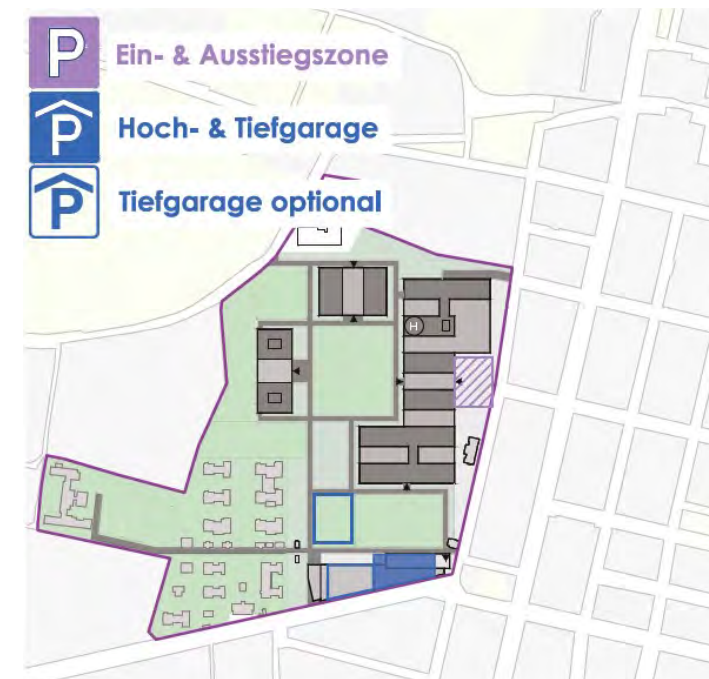 P Ein- & Ausstiegszone
P Hoch- & Tiefgarage
P Tiefgarage optional
H